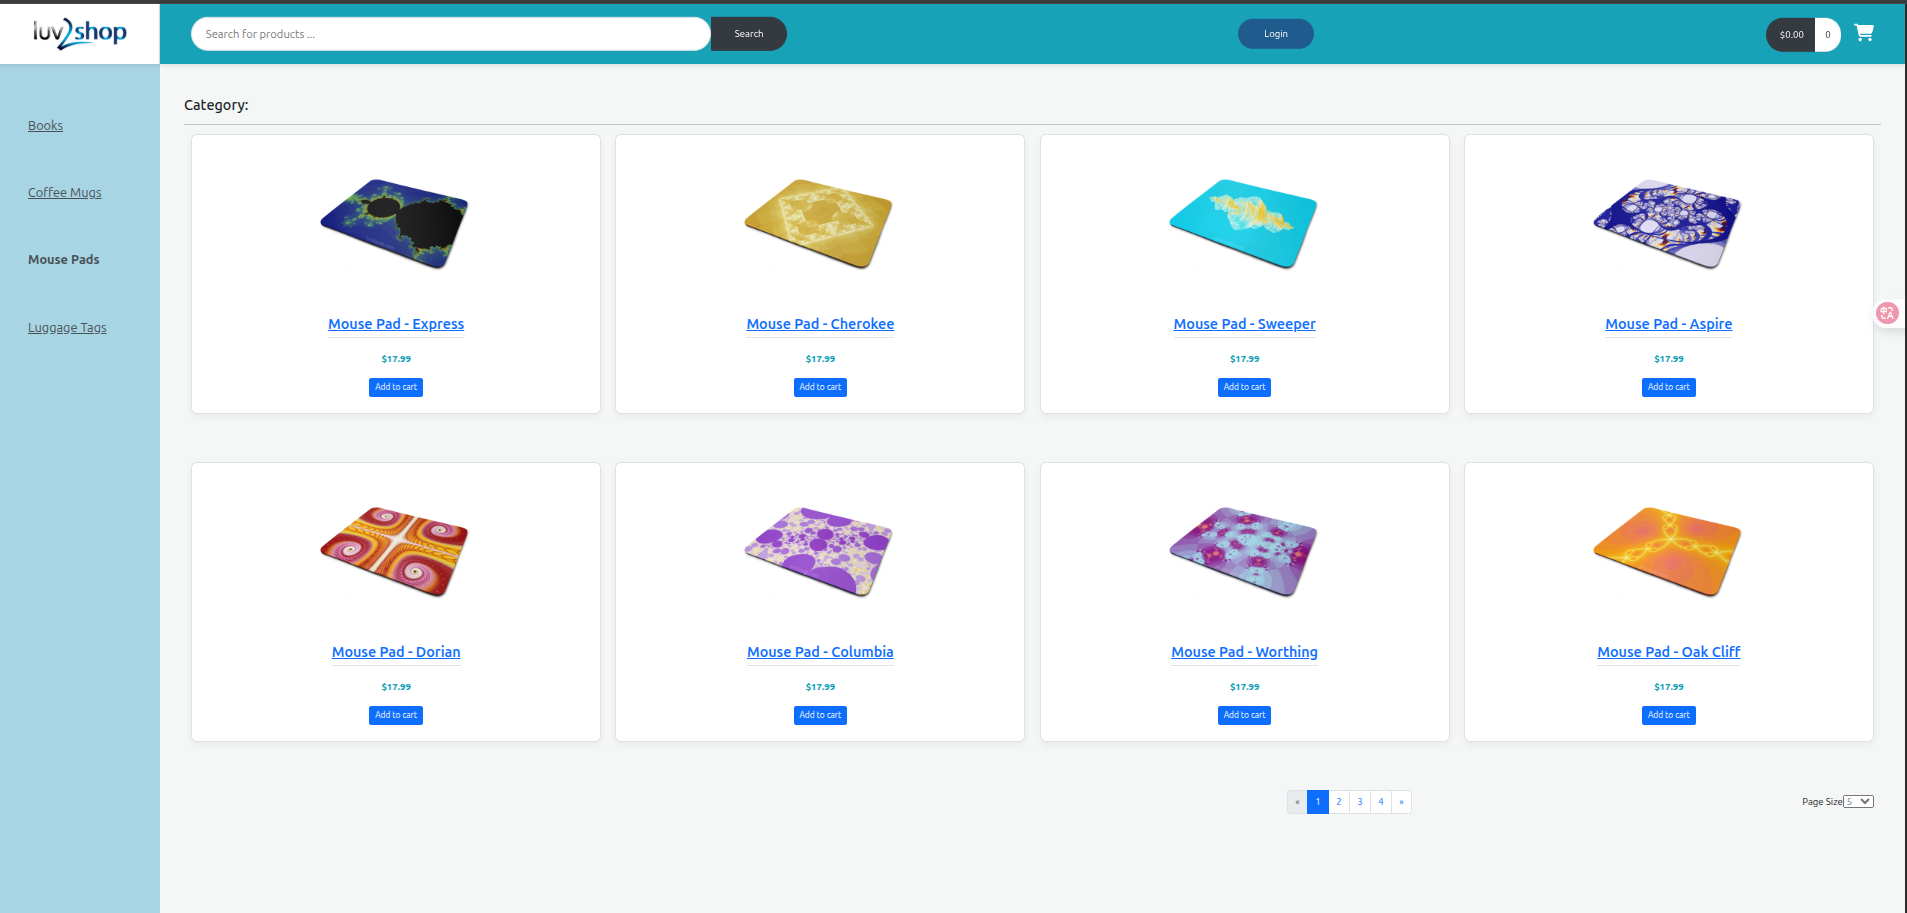 luv2shop
Search for products ...
Search
Login
$0.00
0
Books
Coffee Mugs
Mouse Pads
Luggage Tags
Category:
Mouse Pad - Express
$17.99
Add to cart
Mouse Pad - Cherokee
$17.99
Add to cart
Mouse Pad - Sweeper
$17.99
Add to cart
Mouse Pad - Aspire
$17.99
Add to cart
Mouse Pad - Dorian
$17.99
Add to cart
Mouse Pad - Columbia
$17.99
Add to cart
Mouse Pad - Worthing
$17.99
Add to cart
Mouse Pad - Oak Cliff
$17.99
Add to cart
« 1 2 3 4 »
Page Size 5